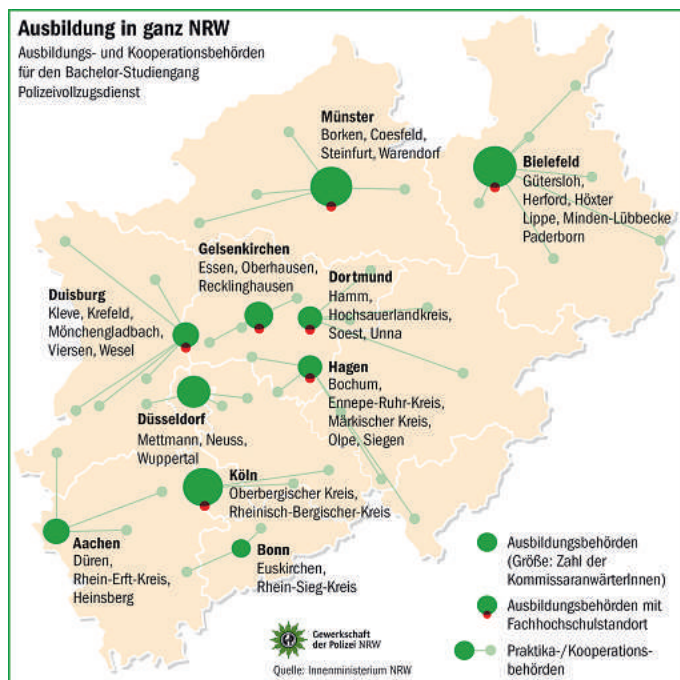 Ausbildung in ganz NRW
Ausbildungs- und Kooperationsbehörden
für den Bachelor-Studiengang
Polizeivollzugsdienst
Münster
Borken, Coesfeld,
Steinfurt, Warendorf
Bielefeld
Gütersloh,
Herford, Höxter
Lippe, Minden-Lübbecke
Paderborn
Gelsenkirchen
Essen, Oberhausen,
Recklinghausen
Dortmund
Hamm,
Hochsauerlandkreis,
Soest, Unna
Duisburg
Kleve, Krefeld,
Mönchengladbach,
Viersen, Wesel
Hagen
Bochum,
Ennepe-Ruhr-Kreis,
Märkischer Kreis,
Olpe, Siegen
Düsseldorf
Mettmann, Neuss,
Wuppertal
Köln
Oberbergischer Kreis,
Rheinisch-Bergischer-Kreis
Aachen
Düren,
Rhein-Erft-Kreis,
Heinsberg
Bonn
Euskirchen,
Rhein-Sieg-Kreis
Ausbildungsbehörden
(Größe: Zahl der
KommissaranwärterInnen)
Ausbildungsbehörden mit
Fachhochschulstandort
Praktika-/Kooperations-
behörden
Gewerkschaft
der Polizei NRW
Quelle: Innenministerium NRW